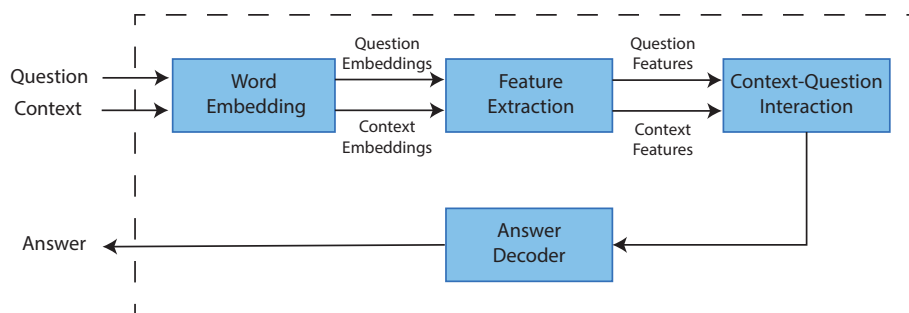 Question
Context
Word
Embedding
Question
Embeddings
Context
Embeddings
Feature
Extraction
Question
Features
Context
Features
Context-Question
Interaction
Answer
Answer
Decoder